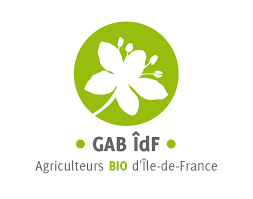 • GAB ÎdF •
Agriculteurs BIO d'Île-de-France